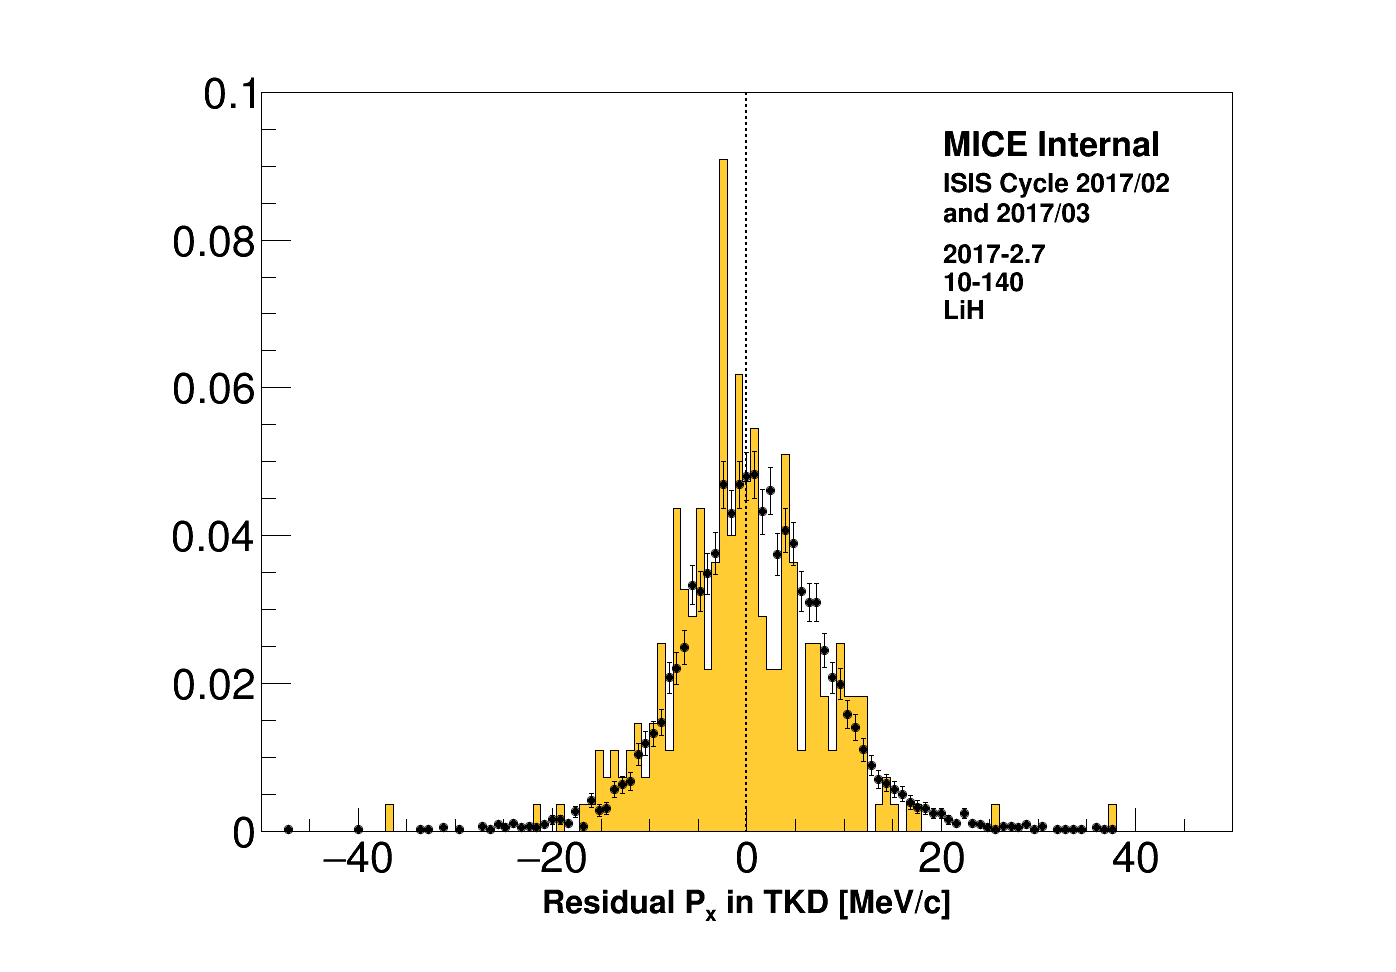 0.1
0.08
0.06
0.04
0.02
0
MICE Internal
ISIS Cycle 2017/02
and 2017/03
2017-2.7
10-140
LiH
−40 −20 0 20 40
Residual Px in TKD [MeV/c]